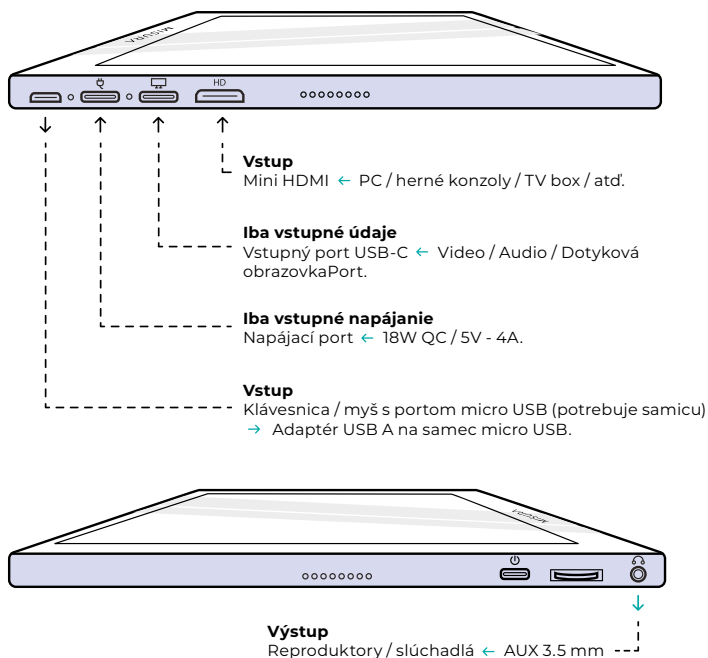 MISURA
HD
Vstup
Mini HDMI ← PC / herné konzoly / TV box / atď.
Iba vstupné údaje
Vstupný port USB-C ← Video / Audio / Dotyková
obrazovkaPort.
Iba vstupné napájanie
Napájací port ← 18W QC / 5V - 4A.
Vstup
Klávesnica / myš s portom micro USB (potrebuje samicu)
→ Adaptér USB A na samec micro USB.
MISURA
Výstup
Reproduktory / slúchadlá ← AUX 3.5 mm